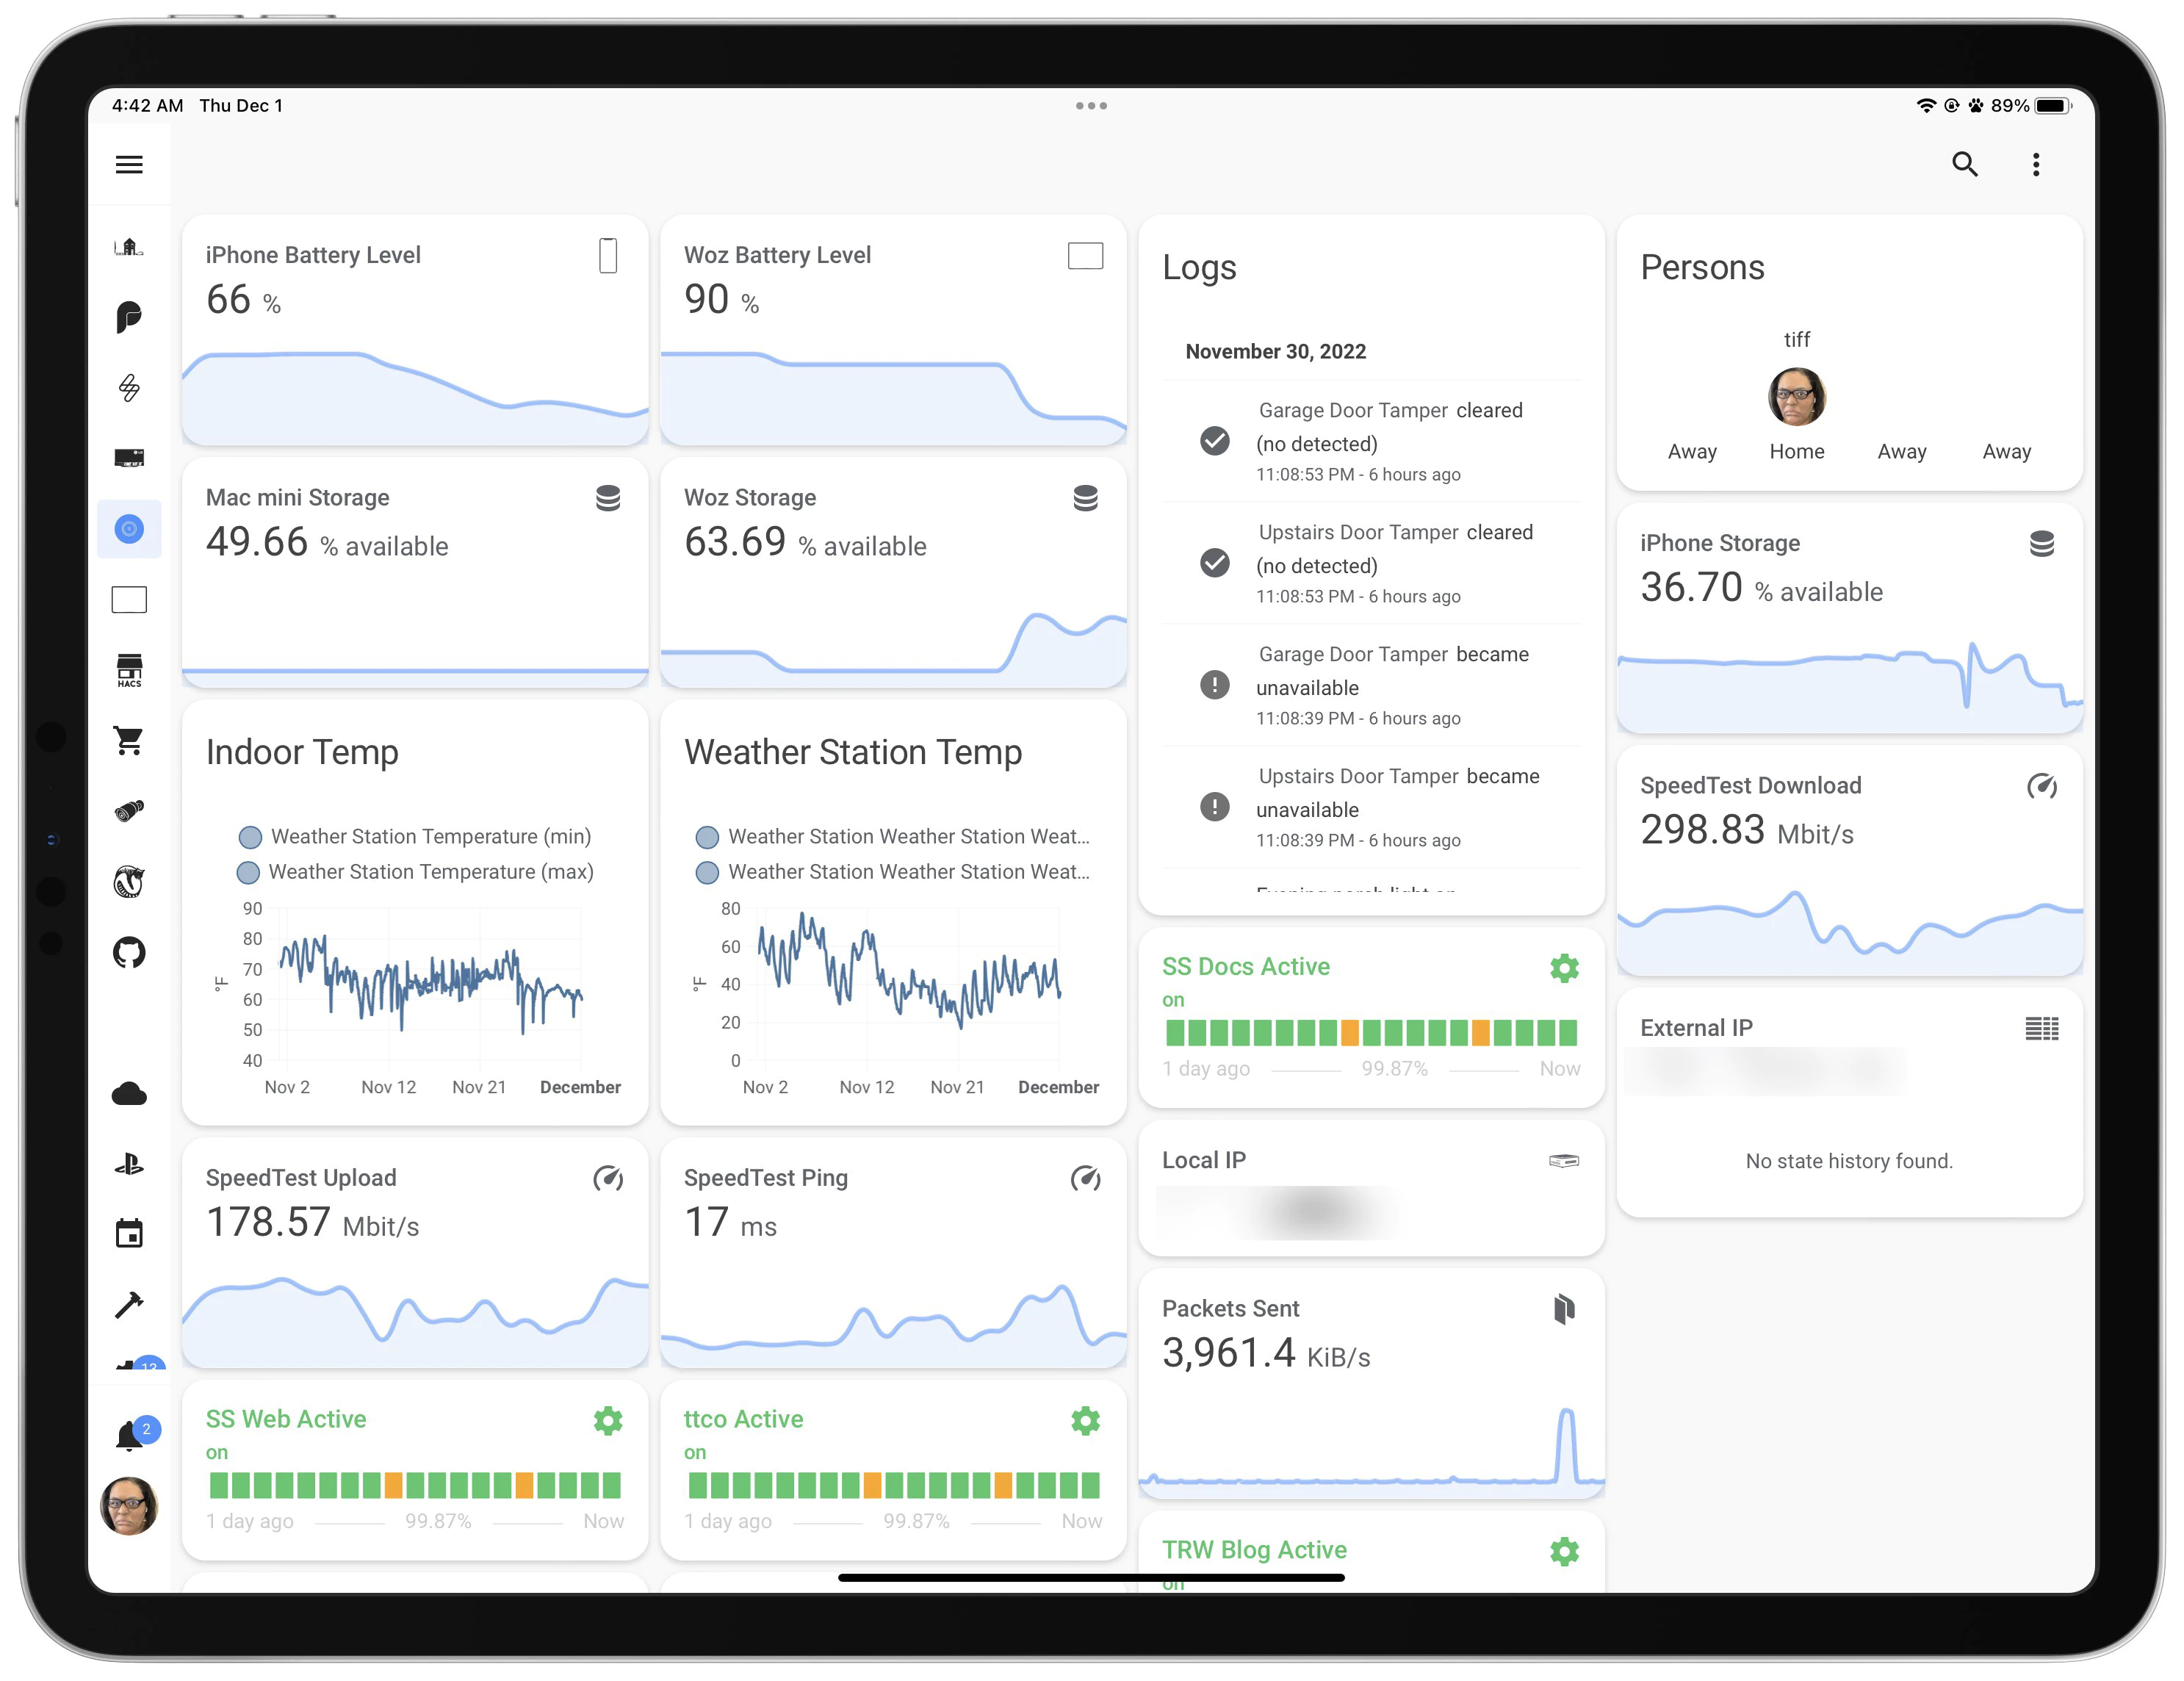 4:42 AM Thu Dec 1
89%
HACS
13
2
iPhone Battery Level
66 %
Woz Battery Level
90 %
Mac mini Storage
49.66 % available
Woz Storage
63.69 % available
Indoor Temp
Weather Station Temperature (min)
Weather Station Temperature (max)
90
80
70
60
50
40
°F
Nov 2 Nov 12 Nov 21 December
Weather Station Temp
Weather Station Weather Station Weat...
Weather Station Weather Station Weat...
80
60
40
20
0
°F
Nov 2 Nov 12 Nov 21 December
SpeedTest Upload
178.57 Mbit/s
SpeedTest Ping
17 ms
SS Web Active
on
1 day ago 99.87% Now
ttco Active
on
1 day ago 99.87% Now
Logs
November 30, 2022
Garage Door Tamper cleared
(no detected)
11:08:53 PM - 6 hours ago
Upstairs Door Tamper cleared
(no detected)
11:08:53 PM - 6 hours ago
Garage Door Tamper became
unavailable
11:08:39 PM - 6 hours ago
Upstairs Door Tamper became
unavailable
11:08:39 PM - 6 hours ago
Evening porch light on
SS Docs Active
on
1 day ago 99.87% Now
Local IP
Packets Sent
3,961.4 KiB/s
TRW Blog Active
on
Persons
tiff
Away Home Away Away
iPhone Storage
36.70 % available
SpeedTest Download
298.83 Mbit/s
External IP
No state history found.